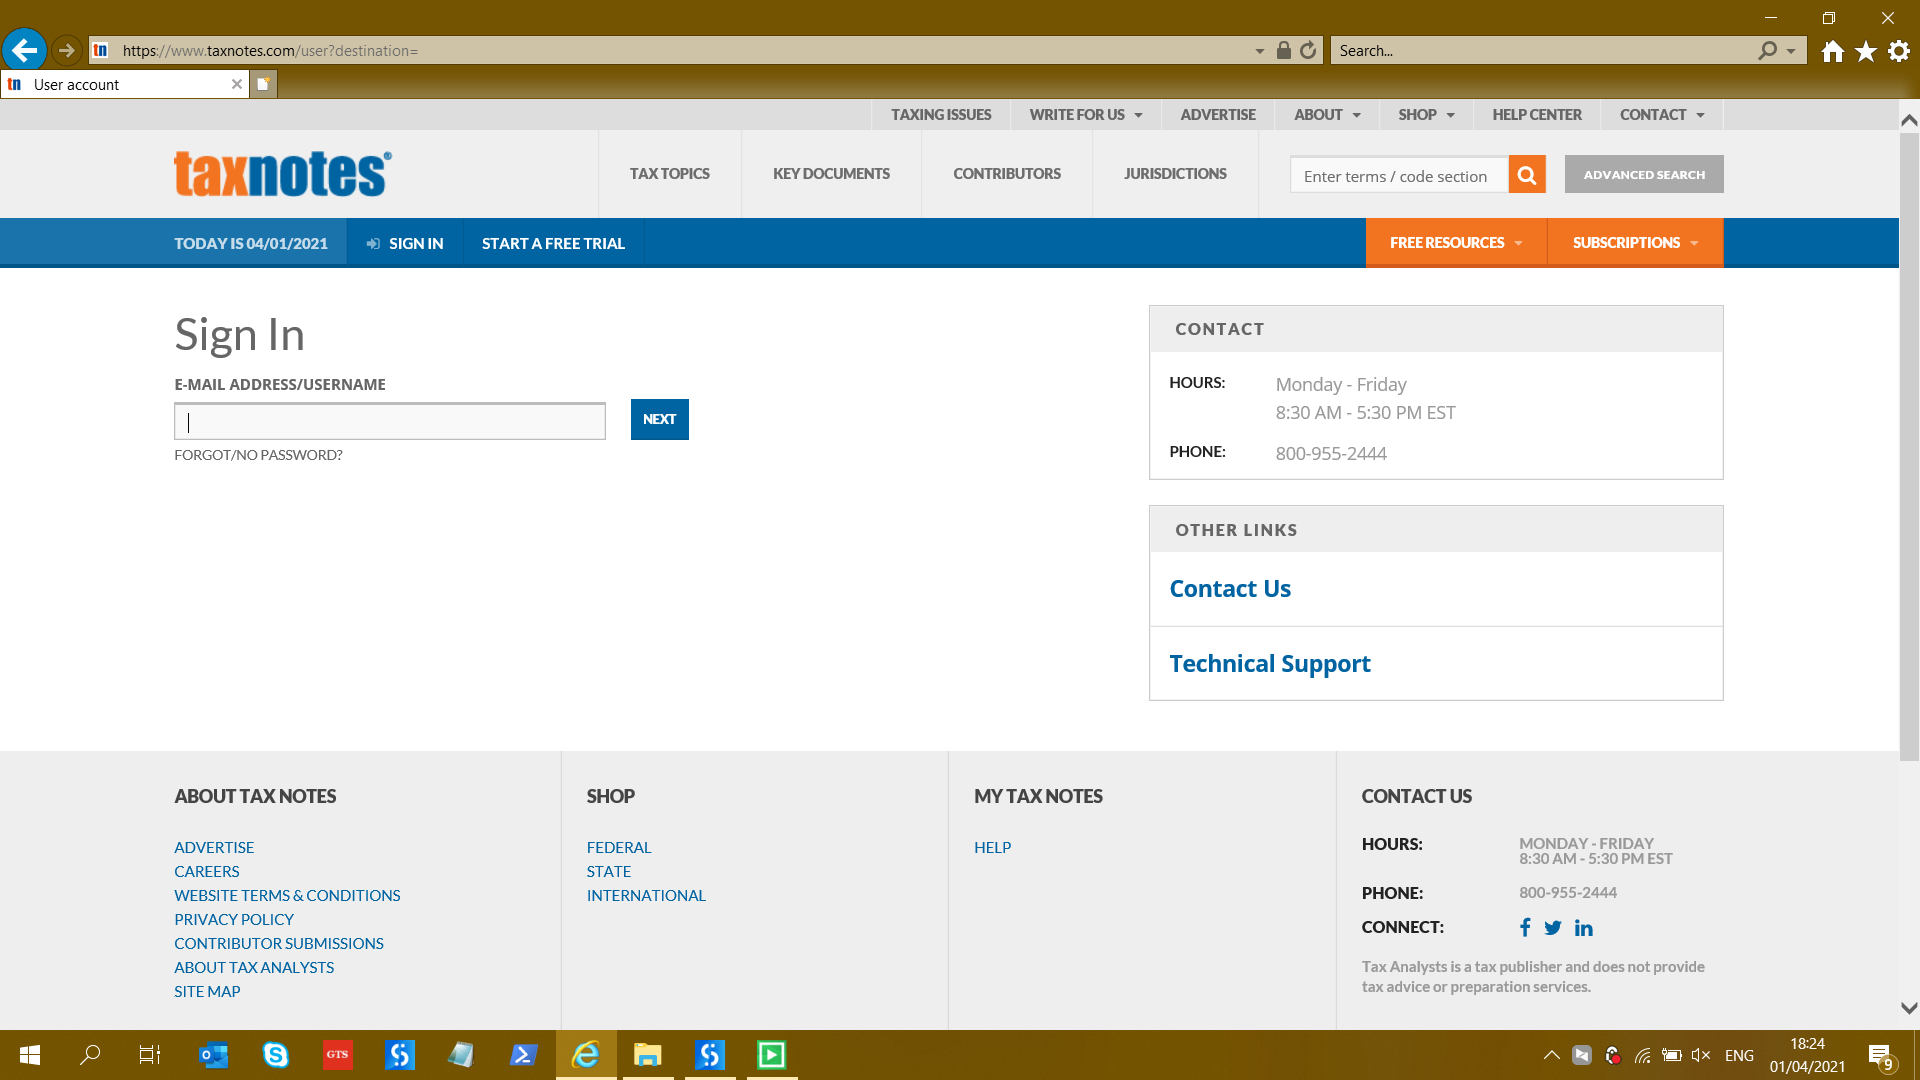 https://www.taxnotes.com/user?destination=
Search...
tn User account
TAXING ISSUES WRITE FOR US ADVERTISE ABOUT SHOP HELP CENTER CONTACT
taxnotes®
TAX TOPICS KEY DOCUMENTS CONTRIBUTORS JURISDICTIONS
Enter terms / code section
ADVANCED SEARCH
TODAY IS 04/01/2021 SIGN IN START A FREE TRIAL
FREE RESOURCES SUBSCRIPTIONS
Sign In
E-MAIL ADDRESS/USERNAME
NEXT
FORGOT/NO PASSWORD?
CONTACT
HOURS: Monday - Friday
8:30 AM - 5:30 PM EST
PHONE: 800-955-2444
OTHER LINKS
Contact Us
Technical Support
ABOUT TAX NOTES
ADVERTISE
CAREERS
WEBSITE TERMS & CONDITIONS
PRIVACY POLICY
CONTRIBUTOR SUBMISSIONS
ABOUT TAX ANALYSTS
SITE MAP
SHOP
FEDERAL
STATE
INTERNATIONAL
MY TAX NOTES
HELP
CONTACT US
HOURS: MONDAY - FRIDAY
8:30 AM - 5:30 PM EST
PHONE: 800-955-2444
CONNECT:
Tax Analysts is a tax publisher and does not provide
tax advice or preparation services.
GTS
ENG
18:24
01/04/2021
9